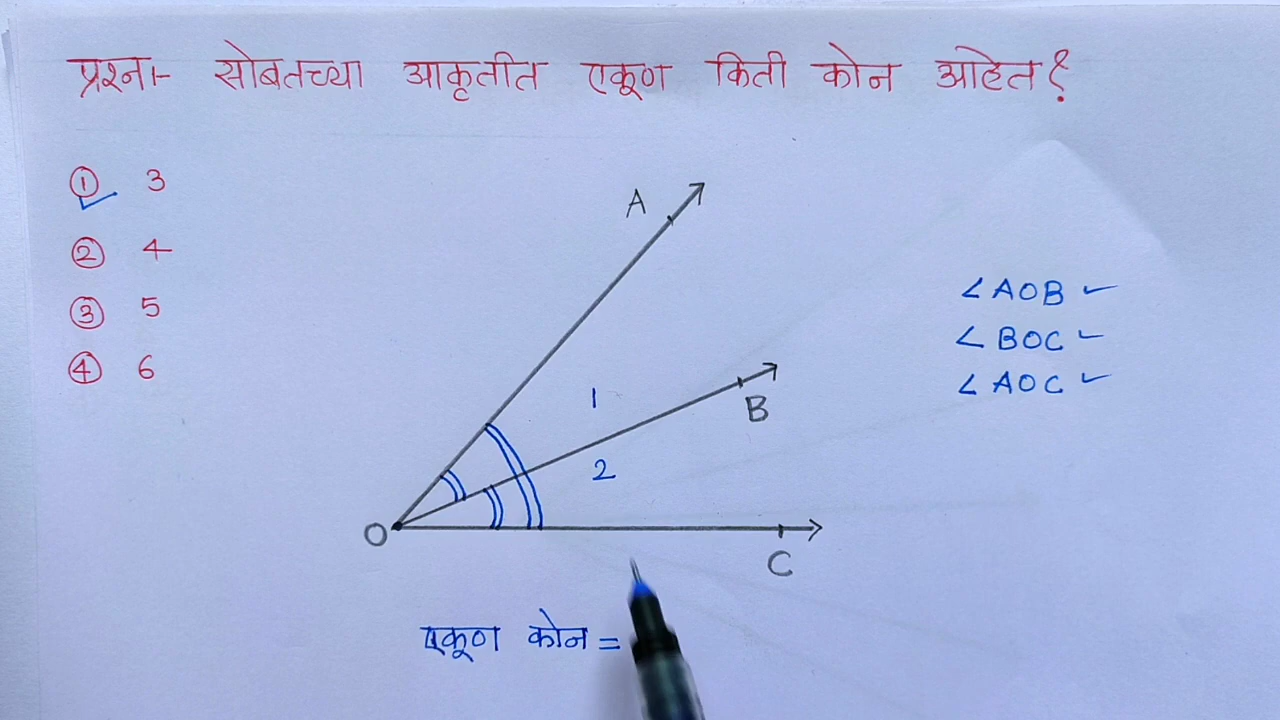 प्रश्न:- सोबतच्या आकृतीत एकूण किती कोन आहेत?
① 3
② 4
③ 5
④ 6
A
B
C
O
1
2
∠AOB ✓
∠BOC ✓
∠AOC ✓
एकूण कोन =